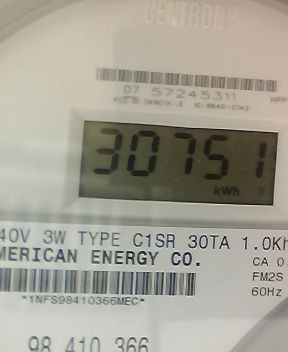 CENTRON®
07 57245311
30751
kWh
40V 3W TYPE C1SR 30TA 1.0Kh
MERICAN ENERGY CO.
CA 0
FM2S
60Hz
*1NFS98410366MEC*
98 410 366